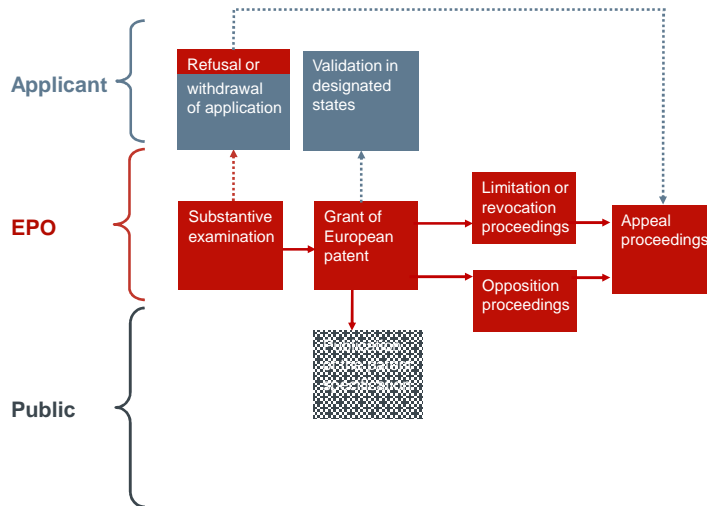 Applicant
Refusal or
withdrawal
of application
Validation in
designated
states
EPO
Substantive
examination
Grant of
European
patent
Limitation or
revocation
proceedings
Opposition
proceedings
Appeal
proceedings
Public